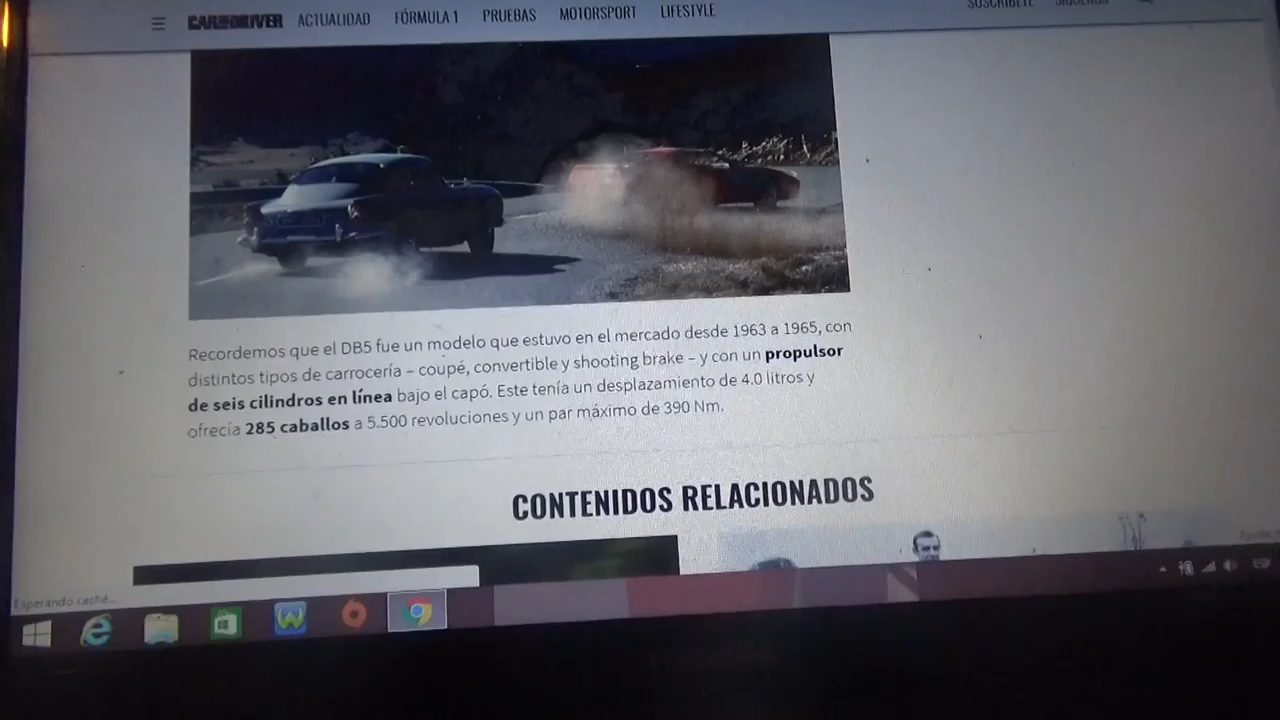 CAR AND DRIVER ACTUALIDAD FÓRMULA 1 PRUEBAS MOTORSPORT LIFESTYLE SUSCRÍBETE
Recordemos que el DB5 fue un modelo que estuvo en el mercado desde 1963 a 1965, con
distintos tipos de carrocería – coupé, convertible y shooting brake – y con un propulsor
de seis cilindros en línea bajo el capó. Este tenía un desplazamiento de 4.0 litros y
ofrecía 285 caballos a 5.500 revoluciones y un par máximo de 390 Nm.
CONTENIDOS RELACIONADOS
Esperando caché...